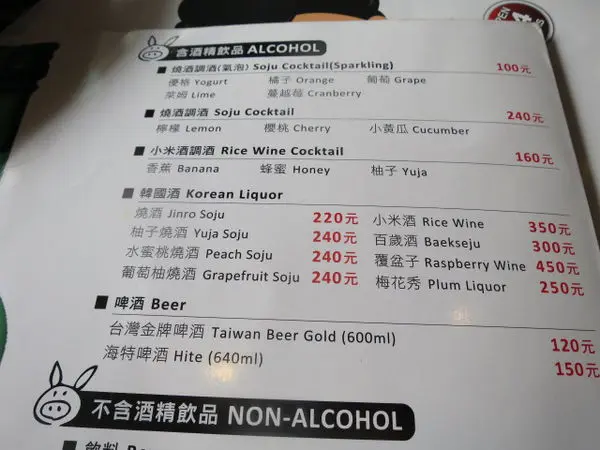 含酒精飲品 ALCOHOL
■ 燒酒調酒(氣泡) Soju Cocktail(Sparkling) 100元
優格 Yogurt 橘子 Orange 葡萄 Grape
萊姆 Lime 蔓越莓 Cranberry
■ 燒酒調酒 Soju Cocktail 240元
檸檬 Lemon 櫻桃 Cherry 小黃瓜 Cucumber
■ 小米酒調酒 Rice Wine Cocktail 160元
香蕉 Banana 蜂蜜 Honey 柚子 Yuja
■ 韓國酒 Korean Liquor
燒酒 Jinro Soju 220元 小米酒 Rice Wine 350元
柚子燒酒 Yuja Soju 240元 百歲酒 Baekseju 300元
水蜜桃燒酒 Peach Soju 240元 覆盆子 Raspberry Wine 450元
葡萄柚燒酒 Grapefruit Soju 240元 梅花秀 Plum Liquor 250元
■ 啤酒 Beer
台灣金牌啤酒 Taiwan Beer Gold (600ml) 120元
海特啤酒 Hite (640ml) 150元
不含酒精飲品 NON-ALCOHOL
■ 飲料